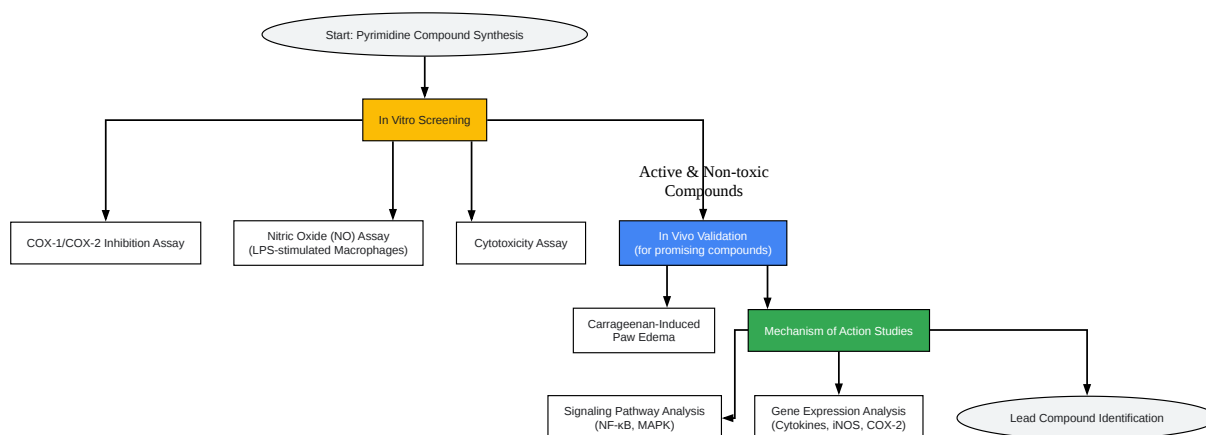 Start: Pyrimidine Compound Synthesis
In Vitro Screening
Active & Non-toxic
Compounds
COX-1/COX-2 Inhibition Assay
Nitric Oxide (NO) Assay
(LPS-stimulated Macrophages)
Cytotoxicity Assay
In Vivo Validation
(for promising compounds)
Carrageenan-Induced
Paw Edema
Mechanism of Action Studies
Signaling Pathway Analysis
(NF-κB, MAPK)
Gene Expression Analysis
(Cytokines, iNOS, COX-2)
Lead Compound Identification